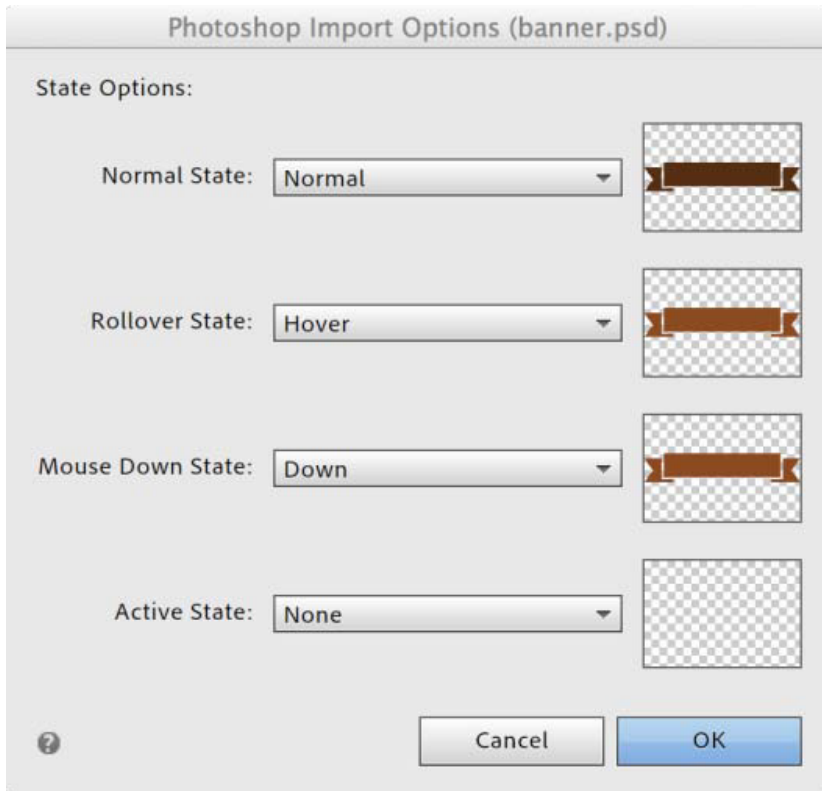 Photoshop Import Options (banner.psd)
State Options:
Normal State: Normal
Rollover State: Hover
Mouse Down State: Down
Active State: None
? Cancel OK